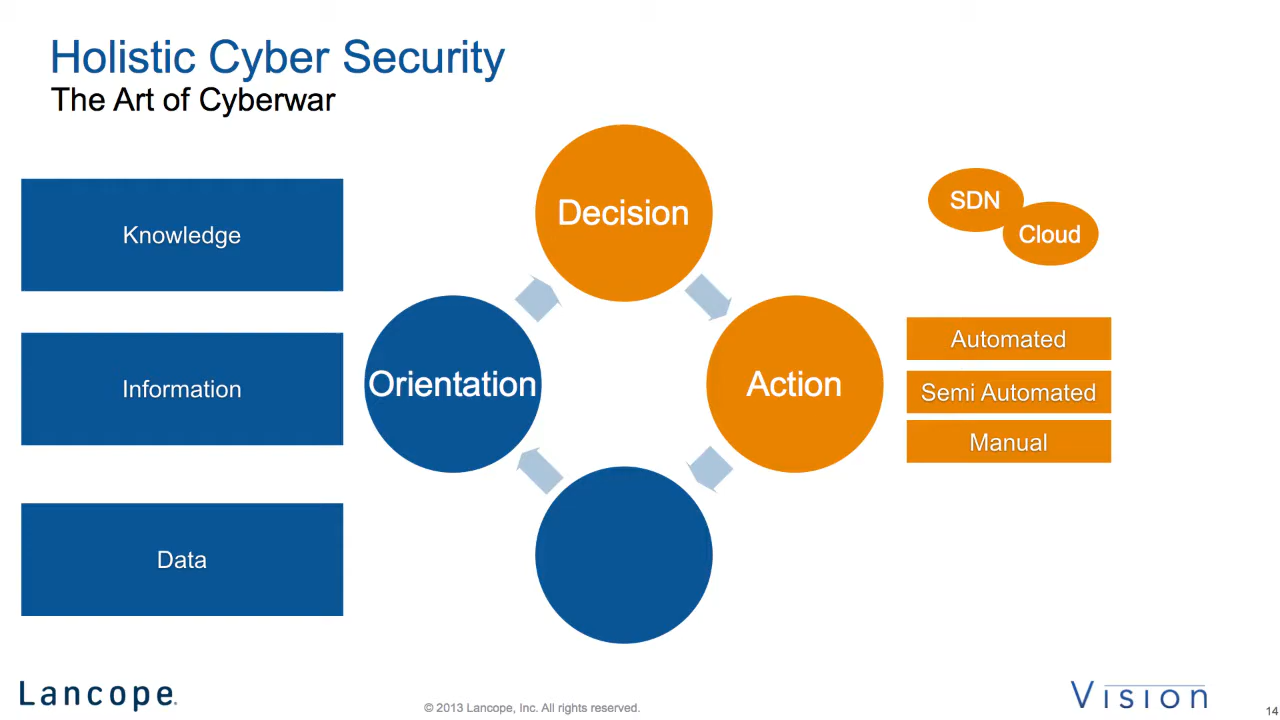 Holistic Cyber Security
The Art of Cyberwar
Knowledge
Information
Data
Decision
Orientation
Action
SDN
Cloud
Automated
Semi Automated
Manual
Lancope.
© 2013 Lancope, Inc. All rights reserved.
Vision
14